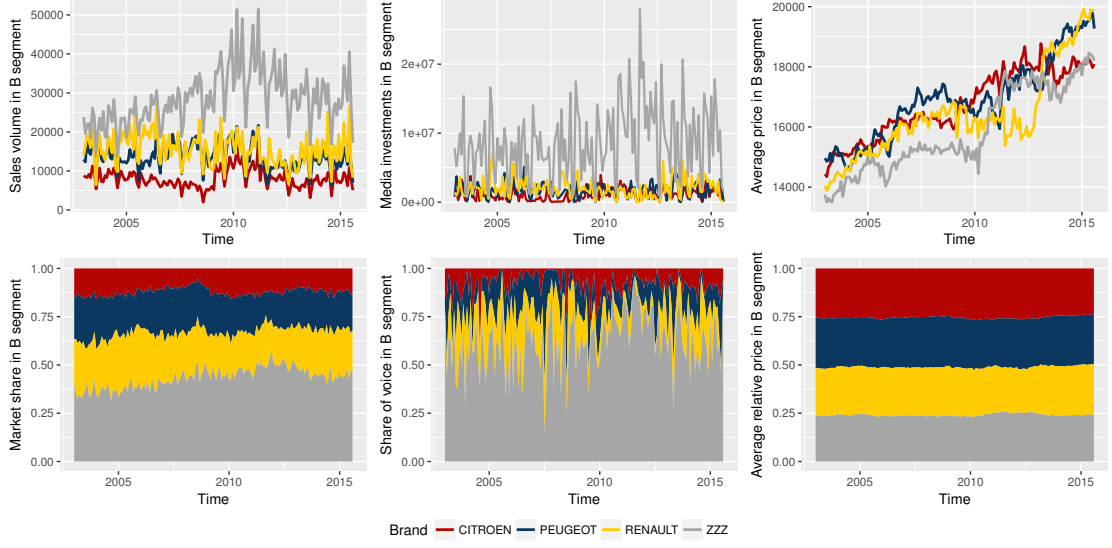 Sales volume in B segment
50000
40000
30000
20000
10000
0
2005 2010 2015
Time
Media investments in B segment
2e+07
1e+07
0e+00
2005 2010 2015
Time
Average price in B segment
20000
18000
16000
14000
2005 2010 2015
Time
Market share in B segment
1.00
0.75
0.50
0.25
0.00
2005 2010 2015
Time
Share of voice in B segment
1.00
0.75
0.50
0.25
0.00
2005 2010 2015
Time
Average relative price in B segment
1.00
0.75
0.50
0.25
0.00
2005 2010 2015
Time
Brand CITROEN PEUGEOT RENAULT ZZZ